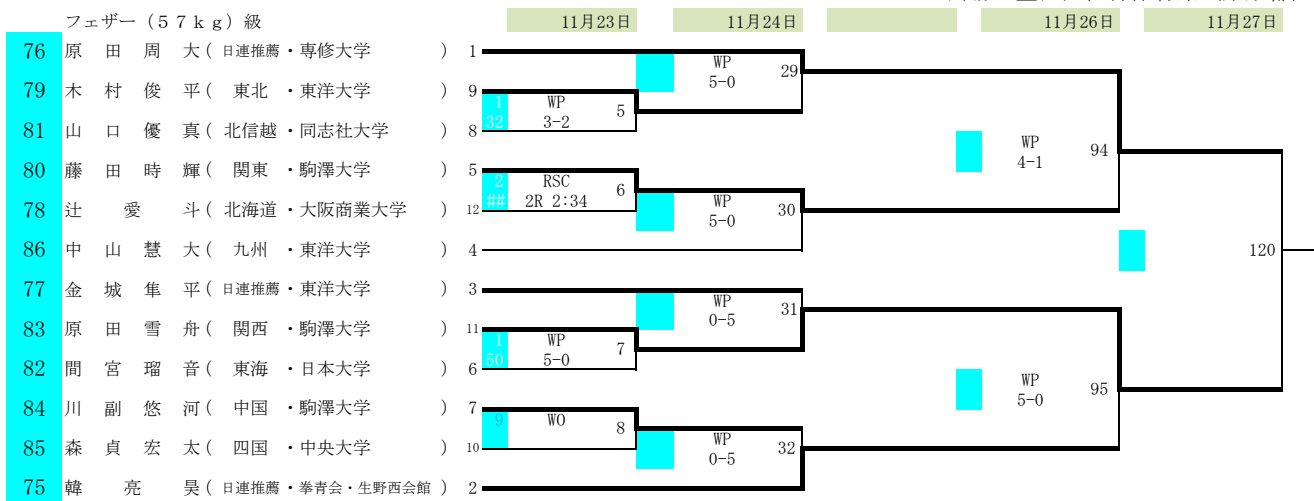 フェザー（５７ｋｇ）級 11月23日 11月24日 11月26日 11月27日
76 原田周大( 日連推薦・専修大学 ) 1
WP 5-0 29
79 木村俊平( 東北・東洋大学 ) 9
1 32 WP 3-2 5
81 山口優真( 北信越・同志社大学 ) 8
WP 4-1 94
80 藤田時輝( 関東・駒澤大学 ) 5
2 ## RSC 2R 2:34 6
78 辻愛斗( 北海道・大阪商業大学 ) 12
WP 5-0 30
86 中山慧大( 九州・東洋大学 ) 4
120
77 金城隼平( 日連推薦・東洋大学 ) 3
WP 0-5 31
83 原田雪舟( 関西・駒澤大学 ) 11
1 50 WP 5-0 7
82 間宮瑠音( 東海・日本大学 ) 6
WP 5-0 95
84 川副悠河( 中国・駒澤大学 ) 7
9 WO 8
85 森貞宏太( 四国・中央大学 ) 10
WP 0-5 32
75 韓亮昊( 日連推薦・拳青会・生野西会館 ) 2